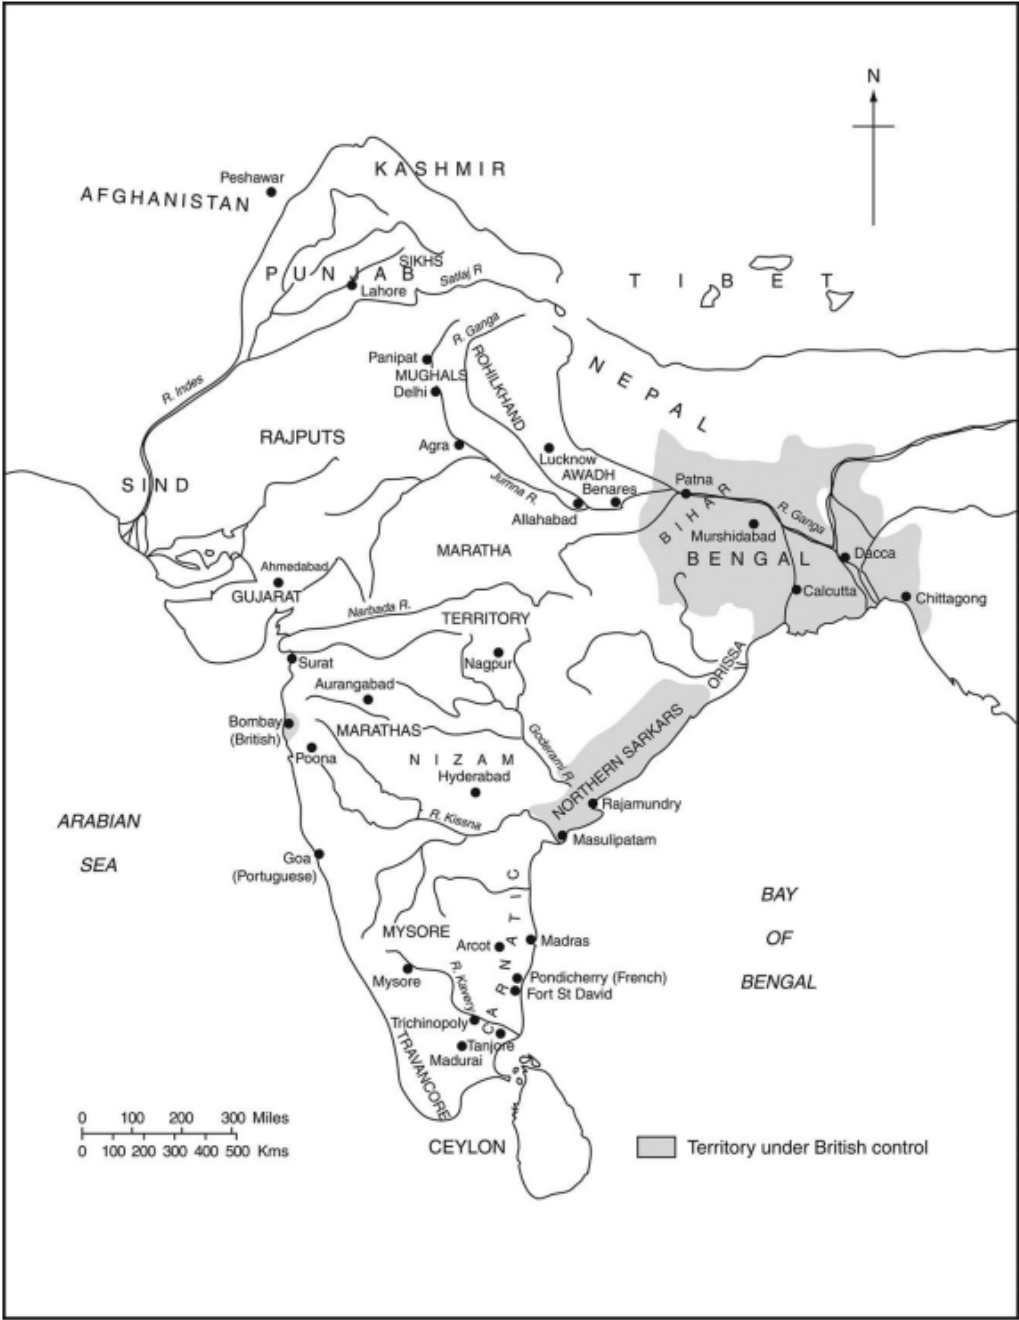 N
KASHMIR
Peshawar
AFGHANISTAN
SIKHS
PUNJAB
Satlaj R
Lahore
TIBET
R. Ganga
Panipat
MUGHALS
ROHILKHAND
NEPAL
Delhi
R. Indes
RAJPUTS
Agra
Lucknow
AWADH
SIND
Jumna R.
Benares
Patna
Allahabad
BIHAR
R. Ganga
Murshidabad
MARATHA
BENGAL
Dacca
Ahmedabad
GUJARAT
Calcutta
Chittagong
Narbada R.
TERRITORY
Surat
Nagpur
ORISSA
Aurangabad
Bombay
(British)
MARATHAS
Poona
NIZAM
Goderami R
NORTHERN SARKARS
Hyderabad
Rajamundry
R. Kissna
Masulipatam
ARABIAN
SEA
Goa
(Portuguese)
BAY
OF
BENGAL
CARNATIC
MYSORE
Arcot
Madras
Mysore
Pondicherry (French)
Fort St David
R. Kavery
Trichinopoly
Tanjore
Madurai
TRAVANCORE
0 100 200 300 Miles
0 100 200 300 400 500 Kms
CEYLON
Territory under British control